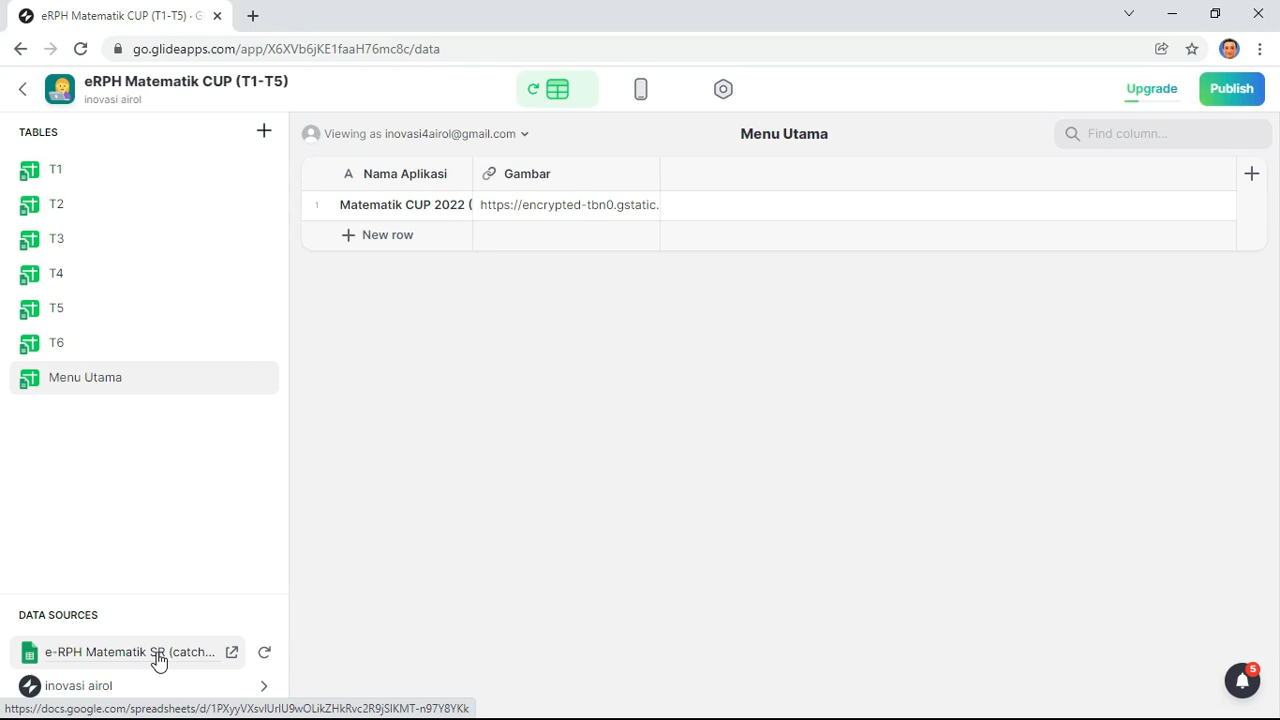 eRPH Matematik CUP (T1-T5) · G
go.glideapps.com/app/X6XVb6jKE1faaH76mc8c/data
eRPH Matematik CUP (T1-T5)
inovasi airol
Upgrade
Publish
TABLES
T1
T2
T3
T4
T5
T6
Menu Utama
Viewing as inovasi4airol@gmail.com
Menu Utama
Find column...
A Nama Aplikasi
Gambar
1 Matematik CUP 2022 ( https://encrypted-tbn0.gstatic.
New row
DATA SOURCES
e-RPH Matematik SR (catch...
inovasi airol
5
https://docs.google.com/spreadsheets/d/1PXyyVXsvIUrIU9wOLikZHkRvc2R9jSIKMT-n97Y8YKk